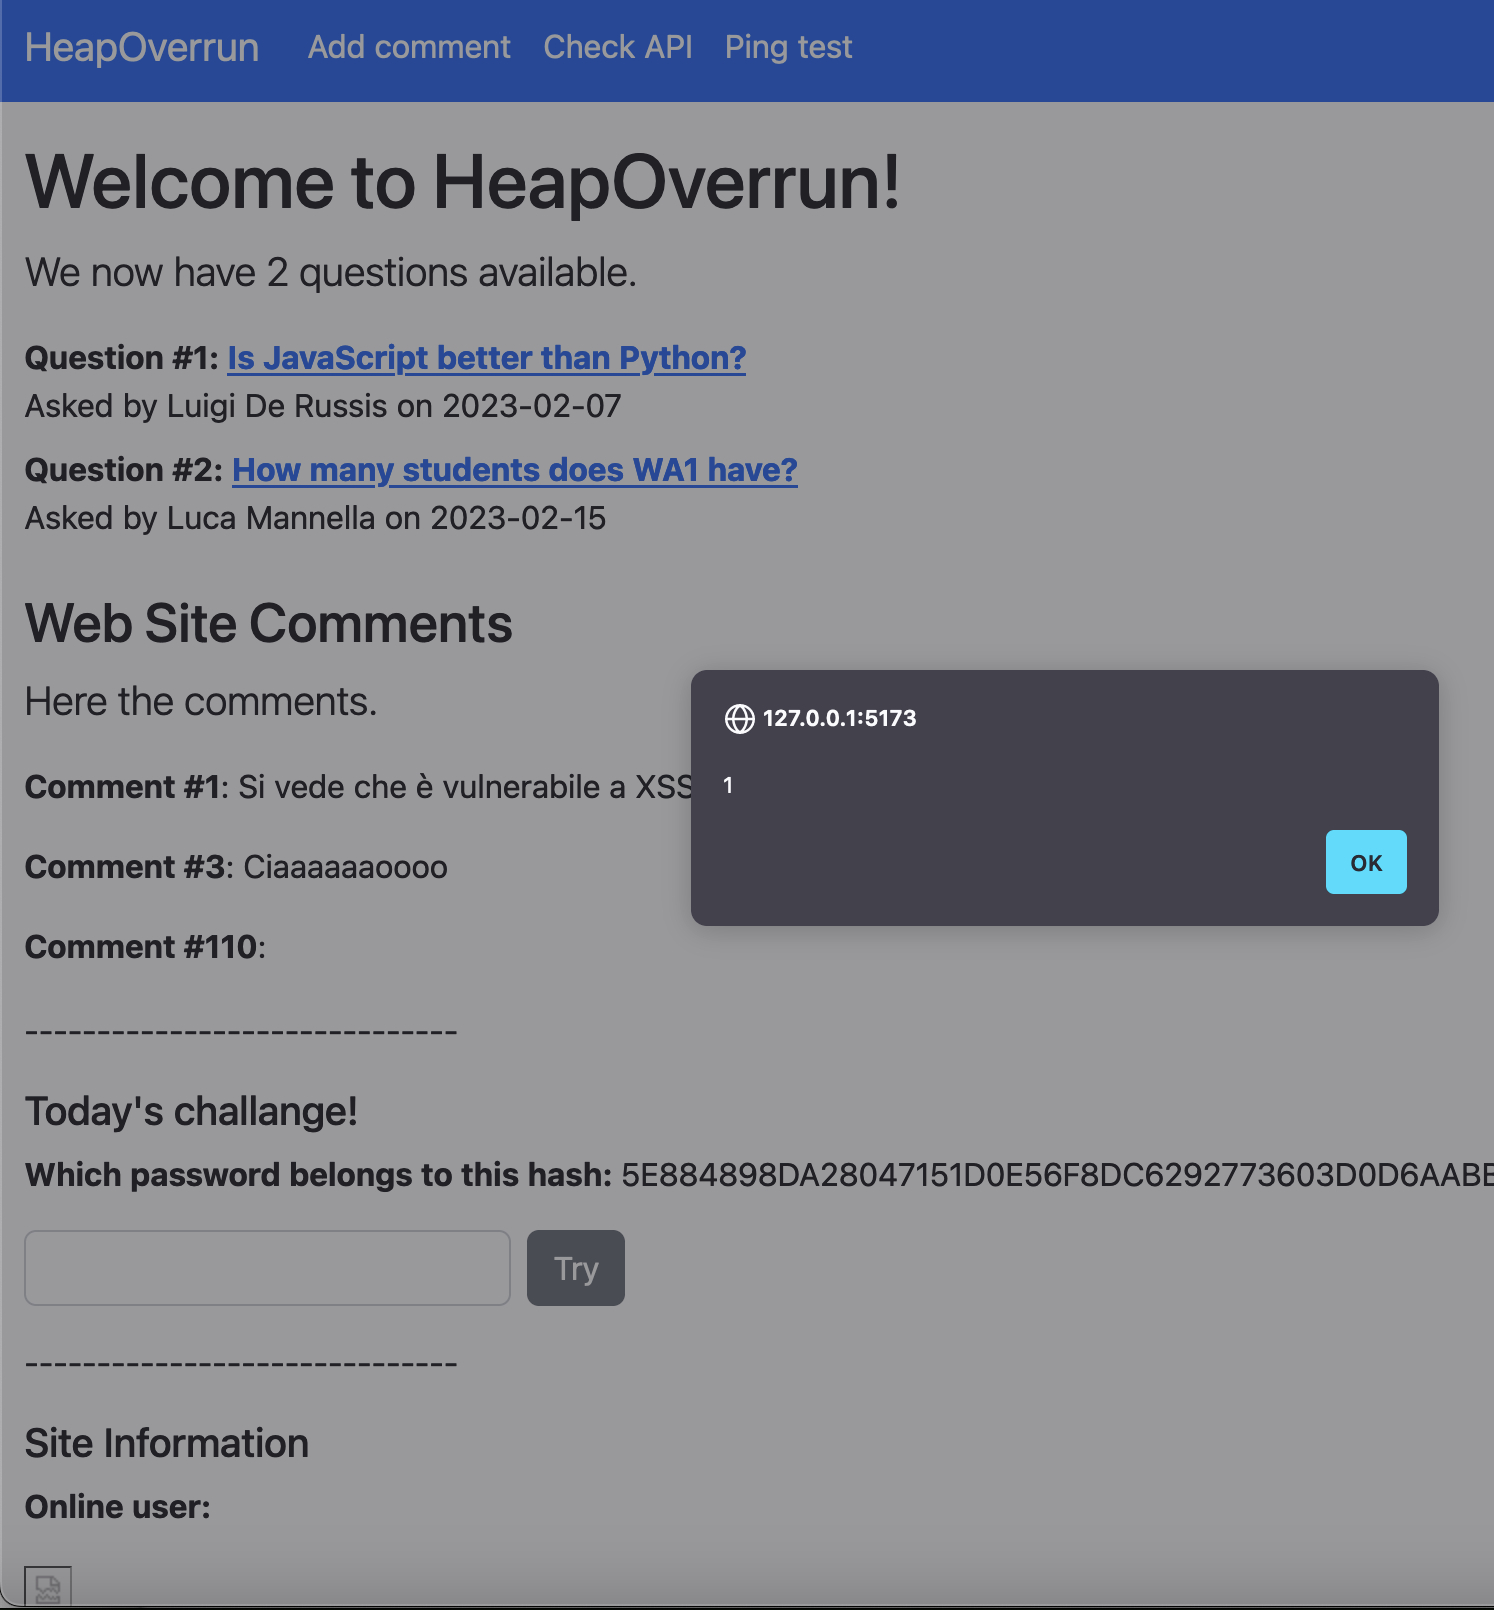 HeapOverrun Add comment Check API Ping test
Welcome to HeapOverrun!
We now have 2 questions available.
Question #1: Is JavaScript better than Python?
Asked by Luigi De Russis on 2023-02-07
Question #2: How many students does WA1 have?
Asked by Luca Mannella on 2023-02-15
Web Site Comments
Here the comments.
Comment #1: Si vede che è vulnerabile a XSS
Comment #3: Ciaaaaaaoooo
Comment #110:
127.0.0.1:5173
1
OK
------------------------------
Today's challange!
Which password belongs to this hash: 5E884898DA28047151D0E56F8DC6292773603D0D6AABB
Try
------------------------------
Site Information
Online user: